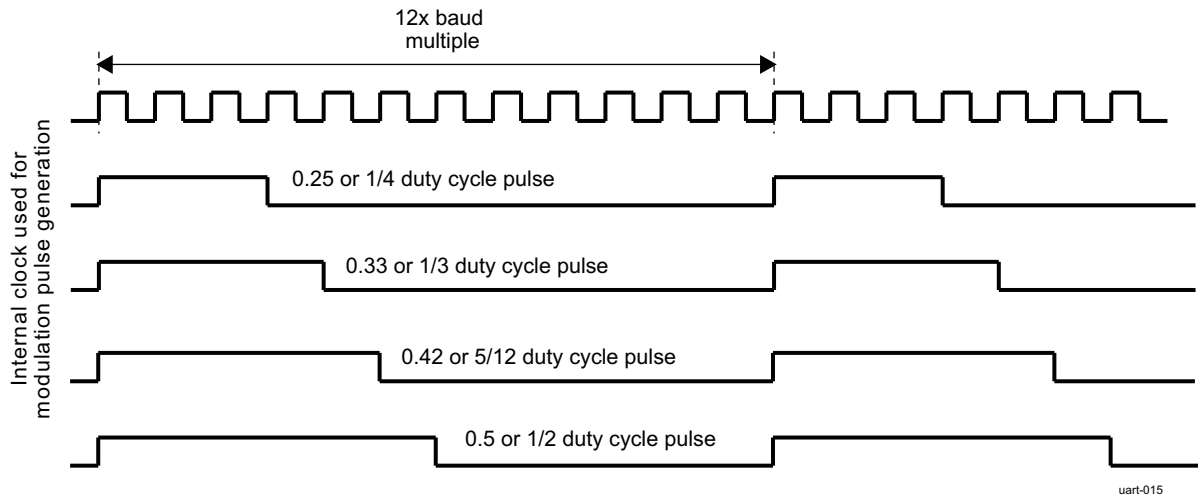 12x baud
multiple
Internal clock used for
modulation pulse generation
0.25 or 1/4 duty cycle pulse
0.33 or 1/3 duty cycle pulse
0.42 or 5/12 duty cycle pulse
0.5 or 1/2 duty cycle pulse
uart-015